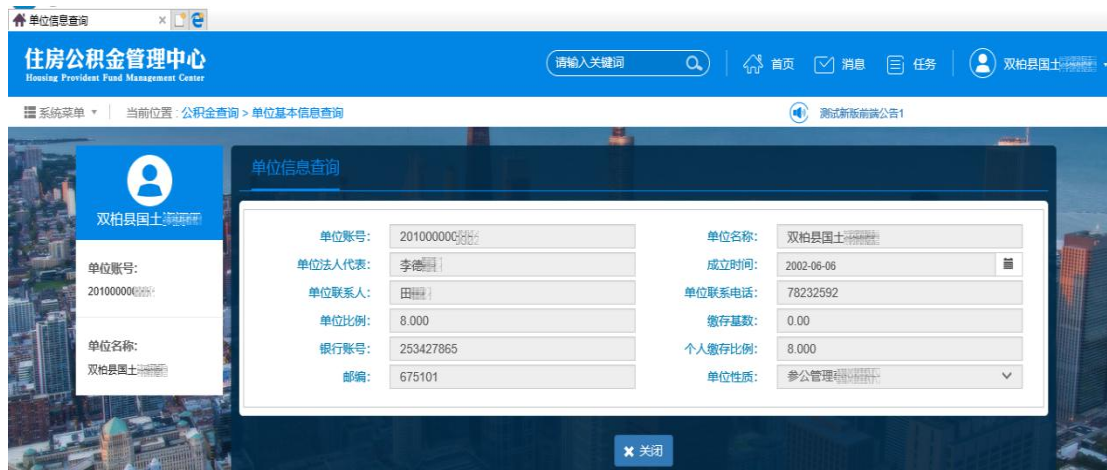 单位信息查询
住房公积金管理中心
Housing Provident Fund Management Center
请输入关键词
首页
消息
任务
双柏县国土
系统菜单
当前位置 : 公积金查询 > 单位基本信息查询
测试新版前端公告1
双柏县国土
单位账号:
201000000
单位名称:
双柏县国土
单位信息查询
单位账号: 201000000 单位名称: 双柏县国土
单位法人代表: 李德 成立时间: 2002-06-06
单位联系人: 田 单位联系电话: 78232592
单位比例: 8.000 缴存基数: 0.00
银行账号: 253427865 个人缴存比例: 8.000
邮编: 675101 单位性质: 参公管理
关闭